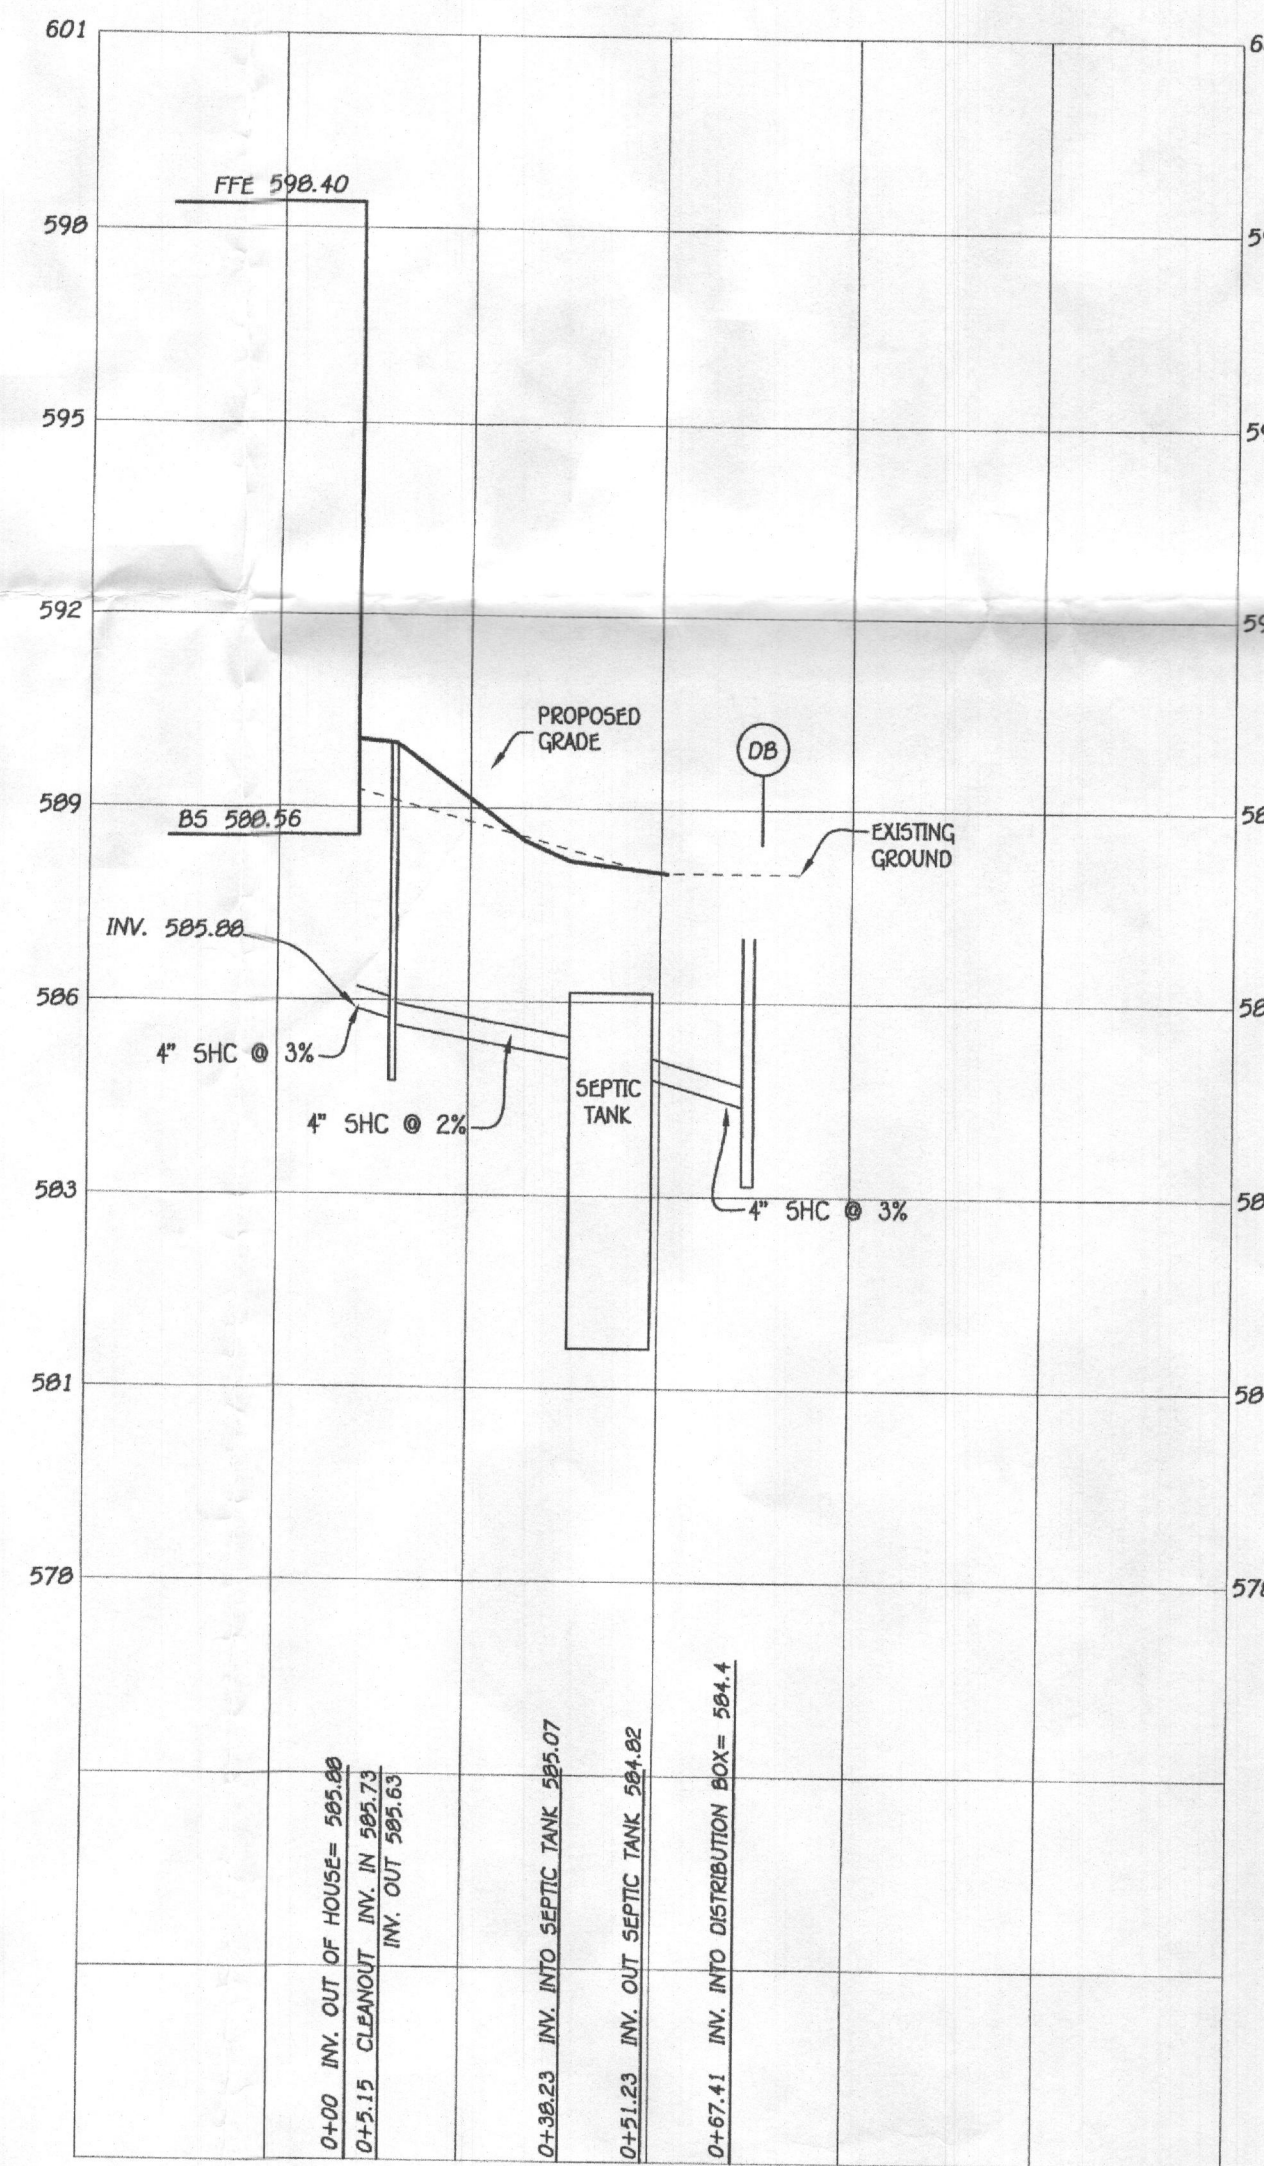 601
FFE 598.40
598
595
592
PROPOSED
GRADE
DB
589
BS 588.56
EXISTING
GROUND
INV. 585.88
586
4" SHC @ 3%
SEPTIC
TANK
4" SHC @ 2%
583
4" SHC @ 3%
581
578
0+00 INV. OUT OF HOUSE= 585.88
0+5.15 CLEANOUT INV. IN 585.73
INV. OUT 585.63
0+38.23 INV. INTO SEPTIC TANK 585.07
0+51.23 INV. OUT SEPTIC TANK 584.82
0+67.41 INV. INTO DISTRIBUTION BOX= 584.4